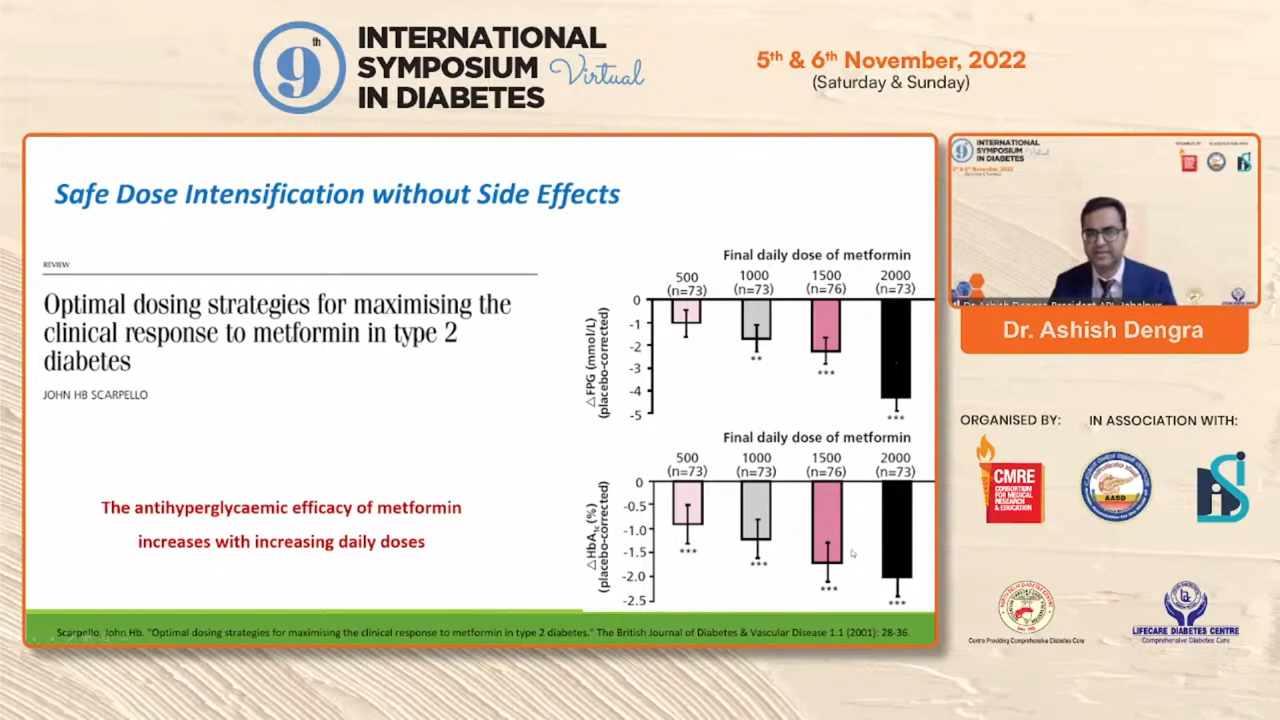 9th
INTERNATIONAL
SYMPOSIUM Virtual
IN DIABETES
5th & 6th November, 2022
(Saturday & Sunday)
Safe Dose Intensification without Side Effects
REVIEW
Optimal dosing strategies for maximising the
clinical response to metformin in type 2
diabetes
JOHN HB SCARPELLO
The antihyperglycaemic efficacy of metformin
increases with increasing daily doses
Final daily dose of metformin
500 1000 1500 2000
(n=73) (n=73) (n=76) (n=73)
0
-1
-2
-3
-4
-5
△FPG (mmol/L)
(placebo-corrected)
** *** ***
Final daily dose of metformin
500 1000 1500 2000
(n=73) (n=73) (n=76) (n=73)
0
-0.5
-1.0
-1.5
-2.0
-2.5
△HbA1c (%)
(placebo-corrected)
*** *** *** ***
Scarpello, John Hb. "Optimal dosing strategies for maximising the clinical response to metformin in type 2 diabetes." The British Journal of Diabetes & Vascular Disease 1.1 (2001): 28-36.
9
INTERNATIONAL
SYMPOSIUM Virtual
IN DIABETES
Dr. Ashish Dengra
ORGANISED BY: IN ASSOCIATION WITH:
CMRE
CONSORTIUM
FOR MEDICAL
RESEARCH
& EDUCATION
AASD
Centre Providing Comprehensive Diabetes Care
LIFECARE DIABETES CENTRE
Comprehensive Diabetes Care